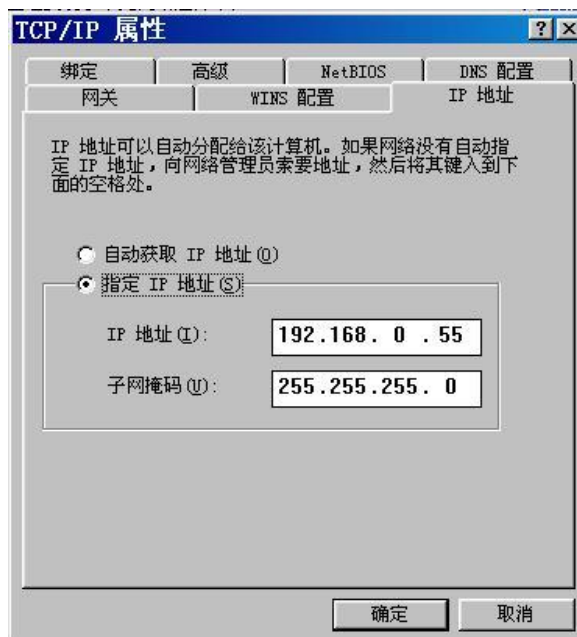 TCP/IP 属性
绑定 高级 NetBIOS DNS 配置
网关 WINS 配置 IP 地址
IP 地址可以自动分配给该计算机。如果网络没有自动指
定 IP 地址，向网络管理员索要地址，然后将其键入到下
面的空格处。
自动获取 IP 地址(O)
指定 IP 地址(S)
IP 地址(I): 192.168. 0 .55
子网掩码(U): 255.255.255. 0
确定 取消